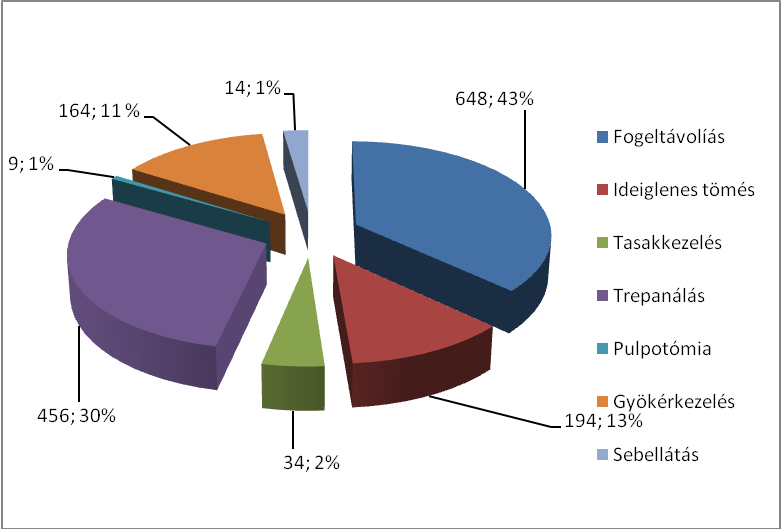 14; 1%
648; 43%
164; 11%
9; 1%
456; 30%
34; 2%
194; 13%
Fogeltávolíás
Ideiglenes tömés
Tasakkezelés
Trepanálás
Pulpotómia
Gyökérkezelés
Sebellátás